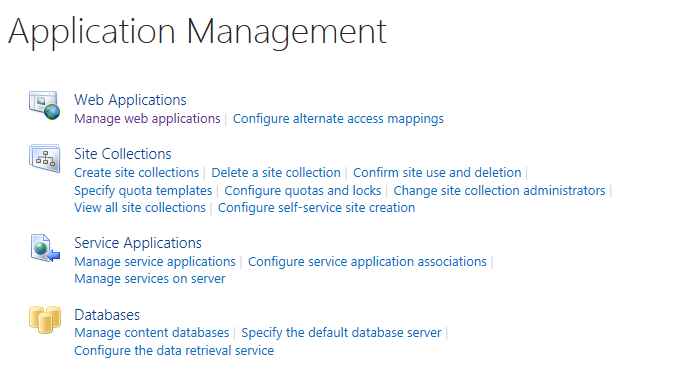 Application Management
Web Applications
Manage web applications | Configure alternate access mappings
Site Collections
Create site collections | Delete a site collection | Confirm site use and deletion |
Specify quota templates | Configure quotas and locks | Change site collection administrators |
View all site collections | Configure self-service site creation
Service Applications
Manage service applications | Configure service application associations |
Manage services on server
Databases
Manage content databases | Specify the default database server |
Configure the data retrieval service